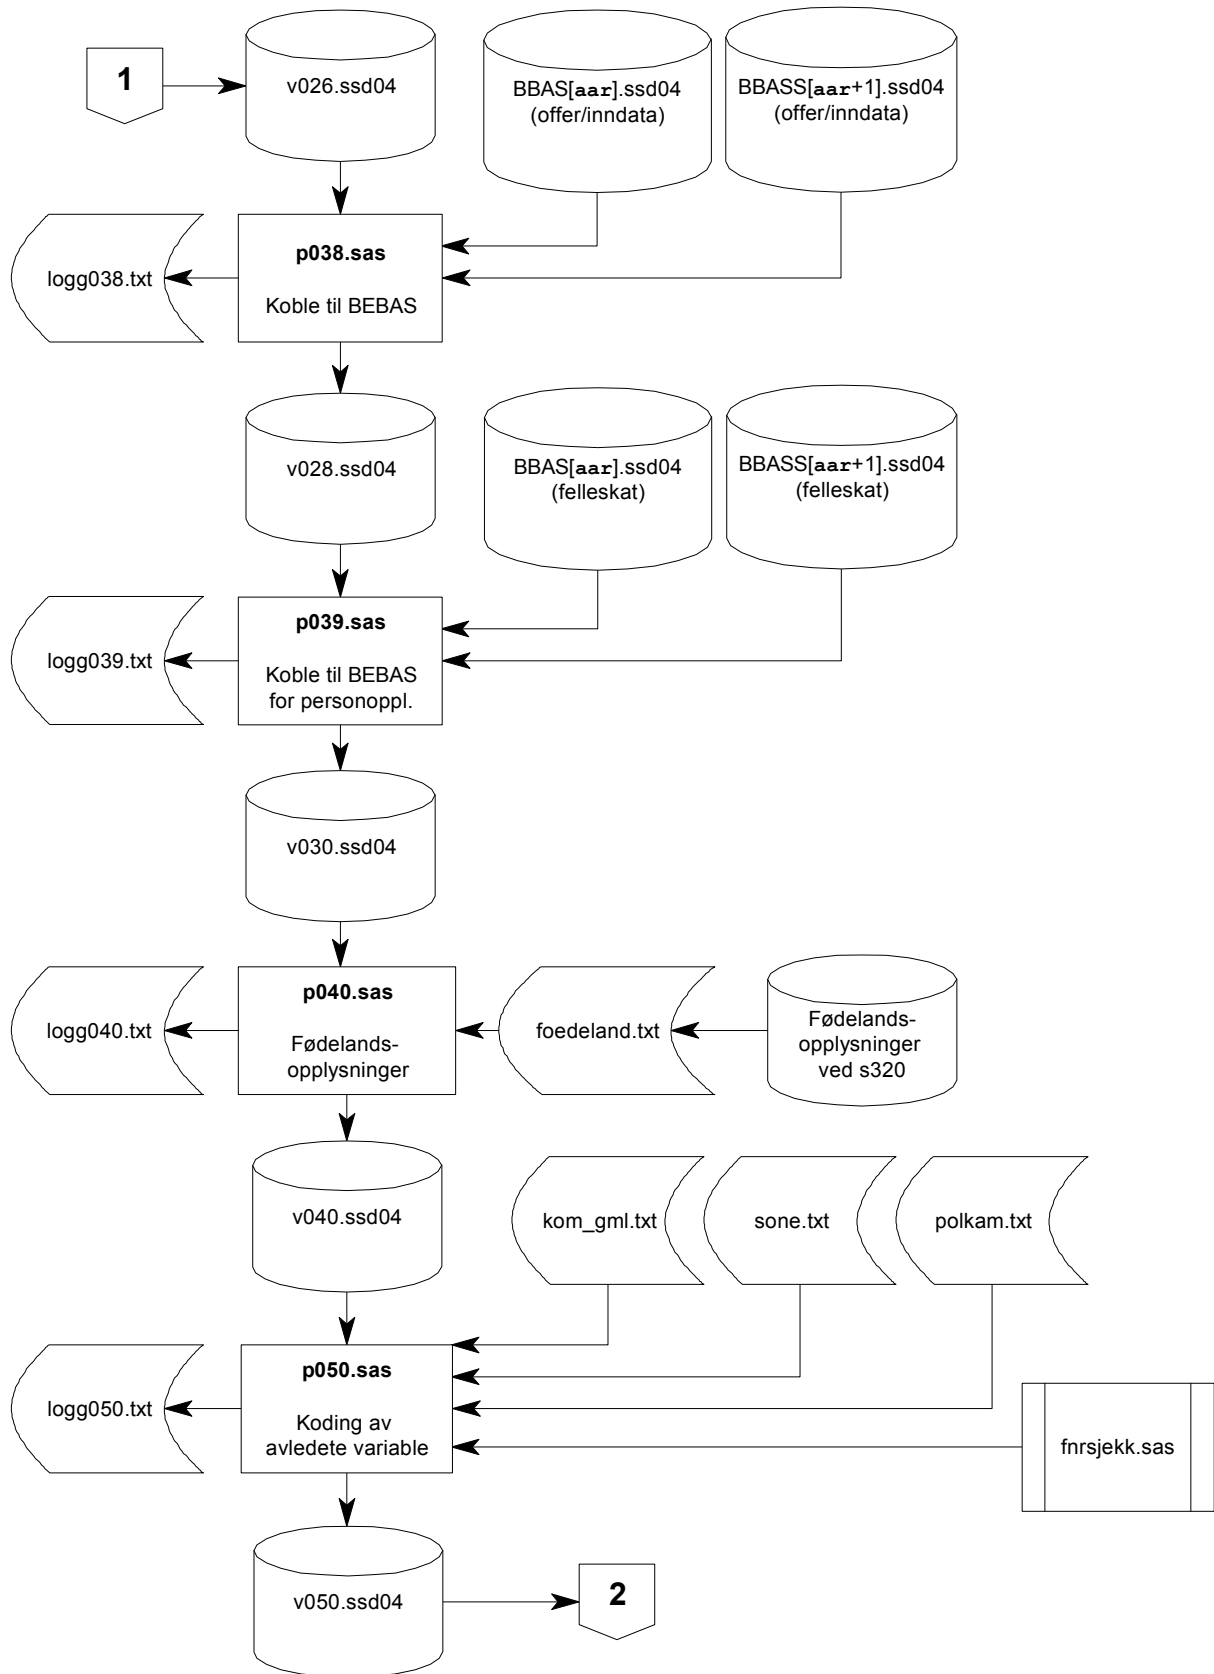 1
v026.ssd04
BBAS[aar].ssd04
(offer/inndata)
BBASS[aar+1].ssd04
(offer/inndata)
logg038.txt
p038.sas
Koble til BEBAS
v028.ssd04
BBAS[aar].ssd04
(felleskat)
BBASS[aar+1].ssd04
(felleskat)
logg039.txt
p039.sas
Koble til BEBAS
for personoppl.
v030.ssd04
logg040.txt
p040.sas
Fødelands-
opplysninger
foedeland.txt
Fødelands-
opplysninger
ved s320
v040.ssd04
kom_gml.txt
sone.txt
polkam.txt
logg050.txt
p050.sas
Koding av
avledete variable
fnrsjekk.sas
v050.ssd04
2